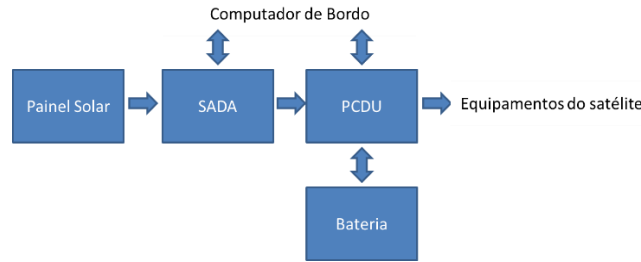 Computador de Bordo
Painel Solar
SADA
PCDU
Equipamentos do satélite
Bateria